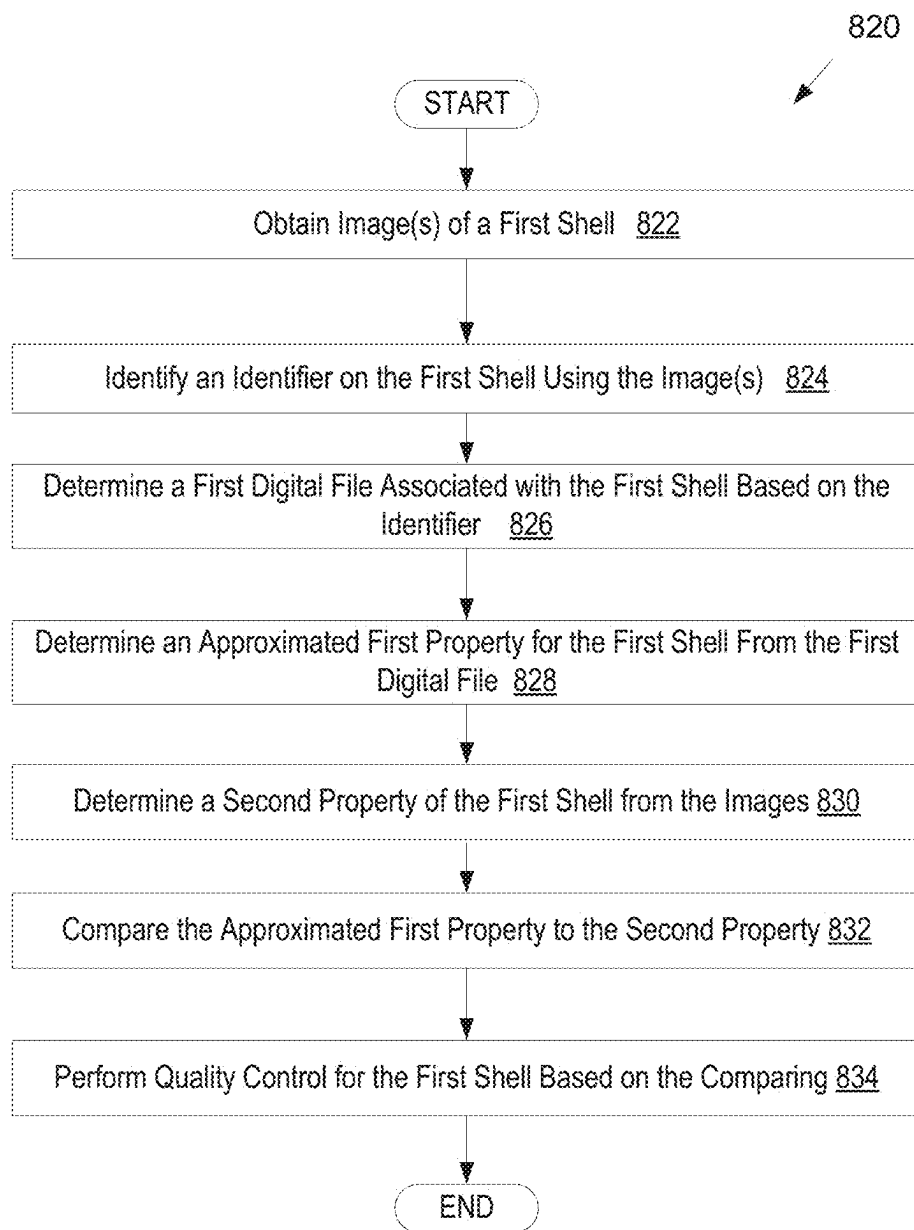 820
START
Obtain Image(s) of a First Shell 822
Identify an Identifier on the First Shell Using the Image(s) 824
Determine a First Digital File Associated with the First Shell Based on the
Identifier 826
Determine an Approximated First Property for the First Shell From the First
Digital File 828
Determine a Second Property of the First Shell from the Images 830
Compare the Approximated First Property to the Second Property 832
Perform Quality Control for the First Shell Based on the Comparing 834
END